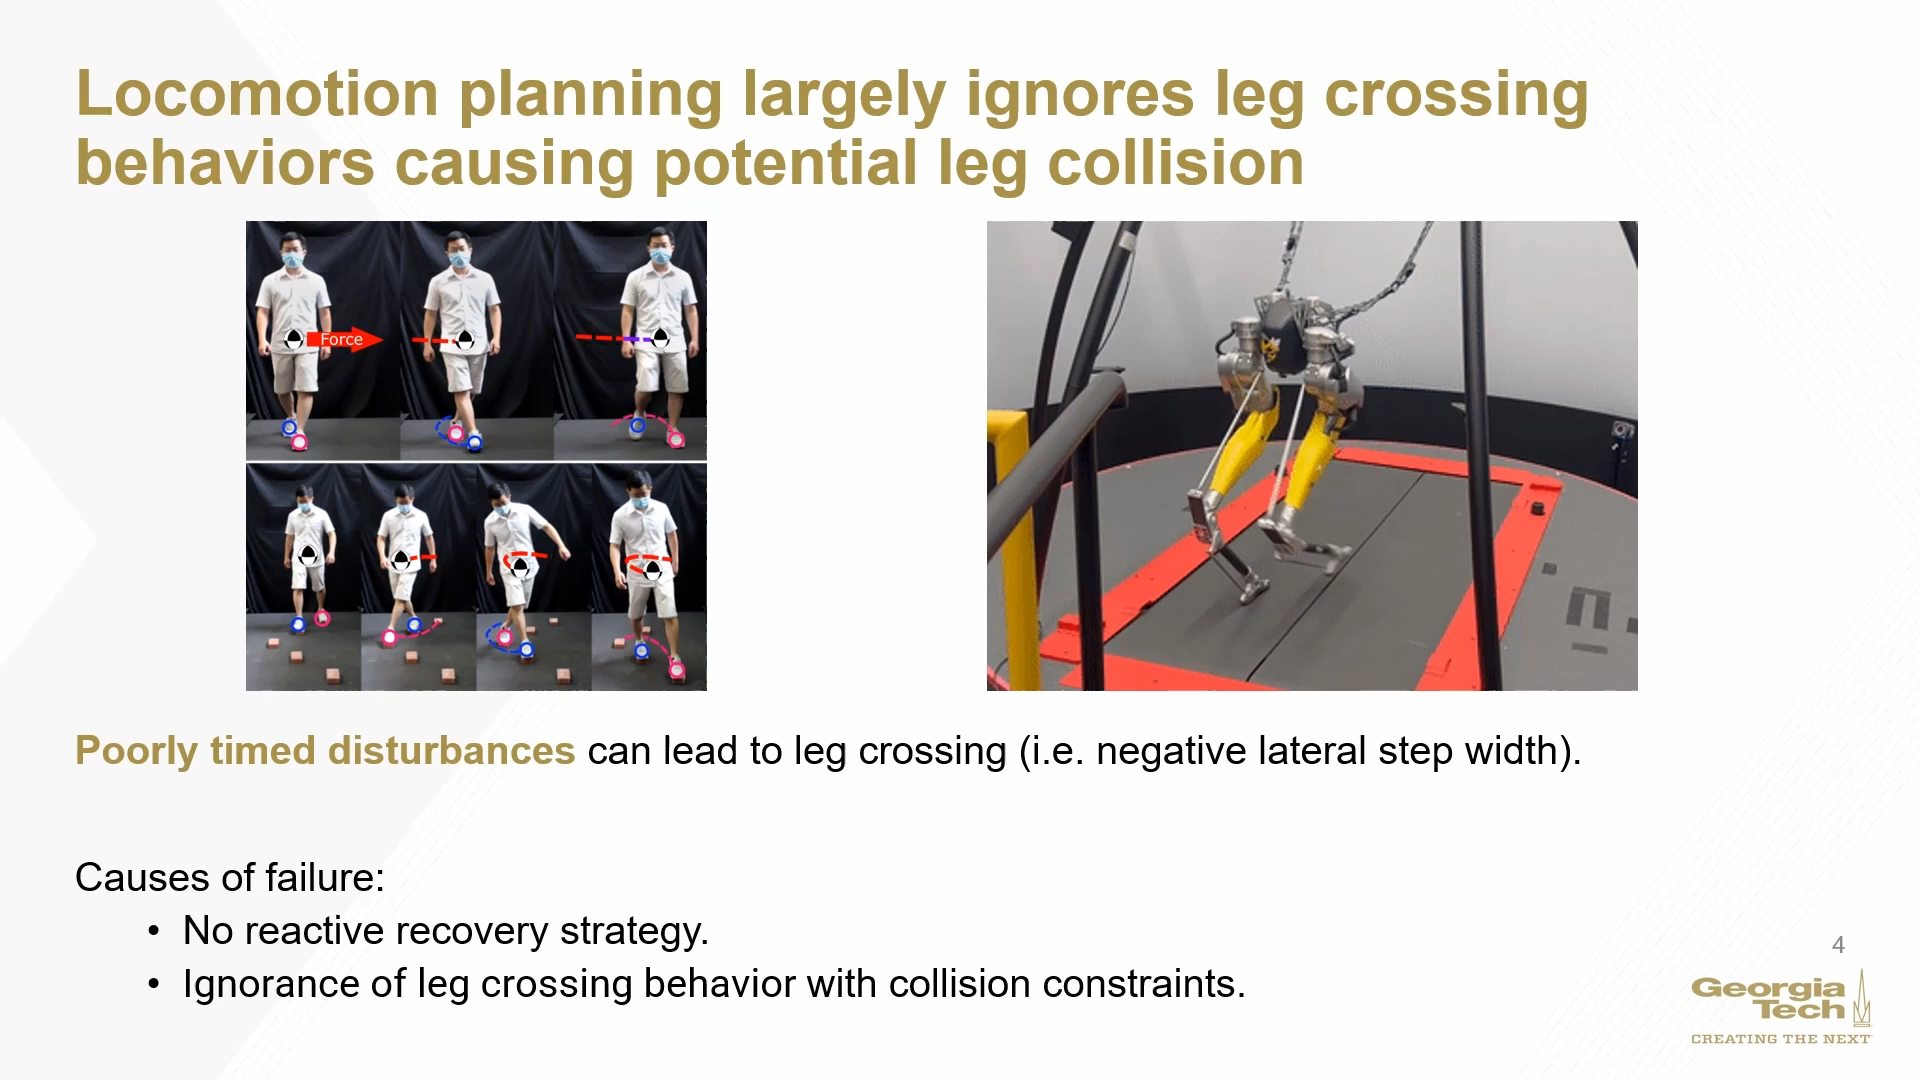 Locomotion planning largely ignores leg crossing
behaviors causing potential leg collision
Force
Poorly timed disturbances can lead to leg crossing (i.e. negative lateral step width).
Causes of failure:
• No reactive recovery strategy.
• Ignorance of leg crossing behavior with collision constraints.
4
Georgia
Tech
CREATING THE NEXT